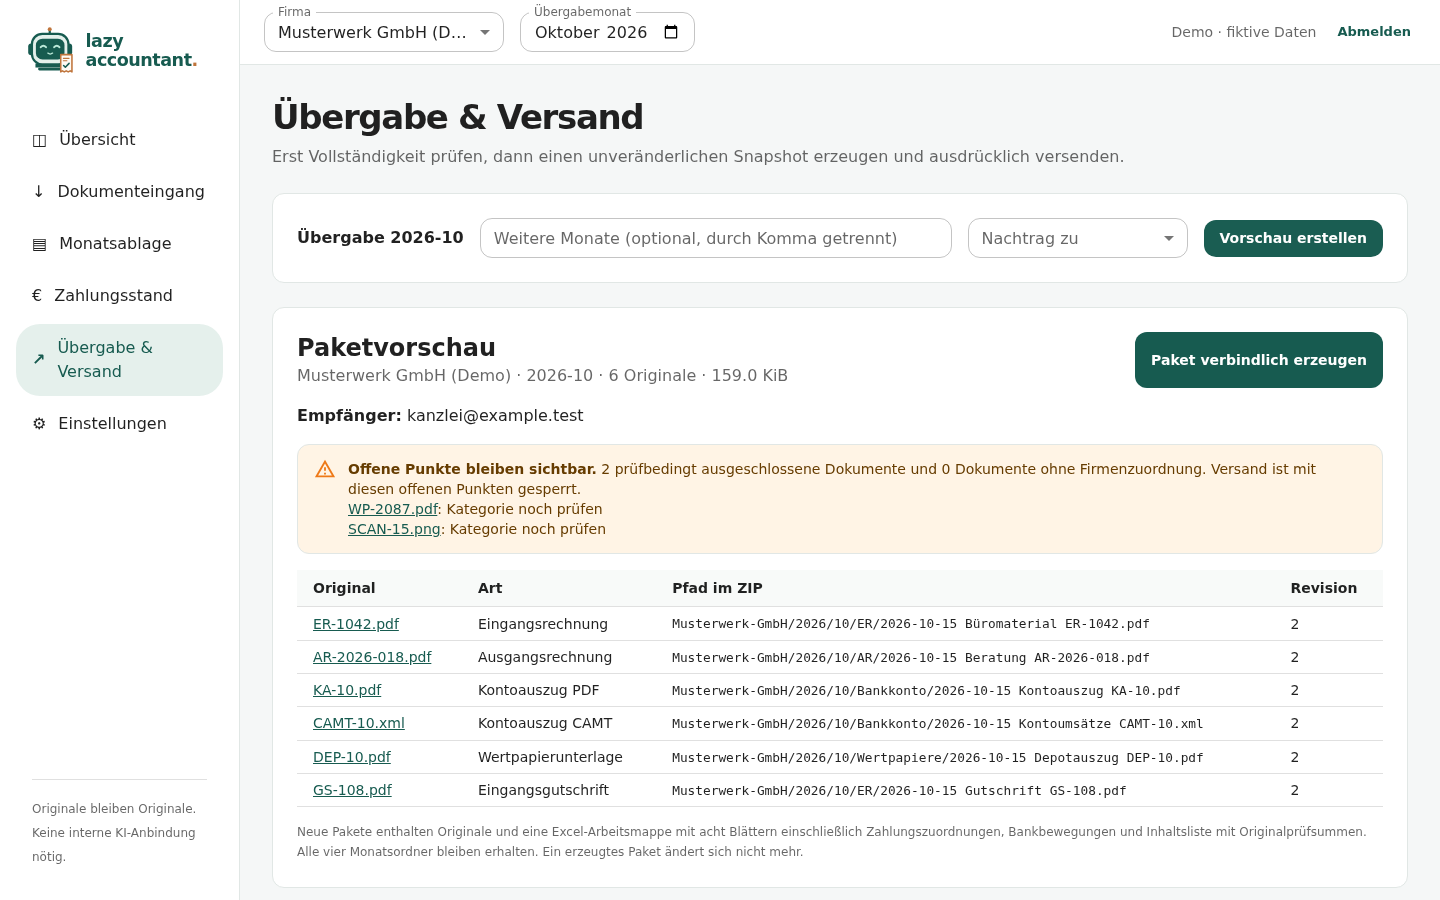 lazy
accountant.
Firma
Musterwerk GmbH (D…
Übergabemonat
Oktober 2026
Demo · fiktive Daten
Abmelden
Übersicht
Dokumenteingang
Monatsablage
€ Zahlungsstand
Übergabe &
Versand
Einstellungen
Originale bleiben Originale.
Keine interne KI-Anbindung
nötig.
Übergabe & Versand
Erst Vollständigkeit prüfen, dann einen unveränderlichen Snapshot erzeugen und ausdrücklich versenden.
Übergabe 2026-10
Weitere Monate (optional, durch Komma getrennt)
Nachtrag zu
Vorschau erstellen
Paketvorschau
Musterwerk GmbH (Demo) · 2026-10 · 6 Originale · 159.0 KiB
Paket verbindlich erzeugen
Empfänger: kanzlei@example.test
Offene Punkte bleiben sichtbar. 2 prüfbedingt ausgeschlossene Dokumente und 0 Dokumente ohne Firmenzuordnung. Versand ist mit
diesen offenen Punkten gesperrt.
WP-2087.pdf: Kategorie noch prüfen
SCAN-15.png: Kategorie noch prüfen
Original Art Pfad im ZIP Revision
ER-1042.pdf Eingangsrechnung Musterwerk-GmbH/2026/10/ER/2026-10-15 Büromaterial ER-1042.pdf 2
AR-2026-018.pdf Ausgangsrechnung Musterwerk-GmbH/2026/10/AR/2026-10-15 Beratung AR-2026-018.pdf 2
KA-10.pdf Kontoauszug PDF Musterwerk-GmbH/2026/10/Bankkonto/2026-10-15 Kontoauszug KA-10.pdf 2
CAMT-10.xml Kontoauszug CAMT Musterwerk-GmbH/2026/10/Bankkonto/2026-10-15 Kontoumsätze CAMT-10.xml 2
DEP-10.pdf Wertpapierunterlage Musterwerk-GmbH/2026/10/Wertpapiere/2026-10-15 Depotauszug DEP-10.pdf 2
GS-108.pdf Eingangsgutschrift Musterwerk-GmbH/2026/10/ER/2026-10-15 Gutschrift GS-108.pdf 2
Neue Pakete enthalten Originale und eine Excel-Arbeitsmappe mit acht Blättern einschließlich Zahlungszuordnungen, Bankbewegungen und Inhaltsliste mit Originalprüfsummen.
Alle vier Monatsordner bleiben erhalten. Ein erzeugtes Paket ändert sich nicht mehr.